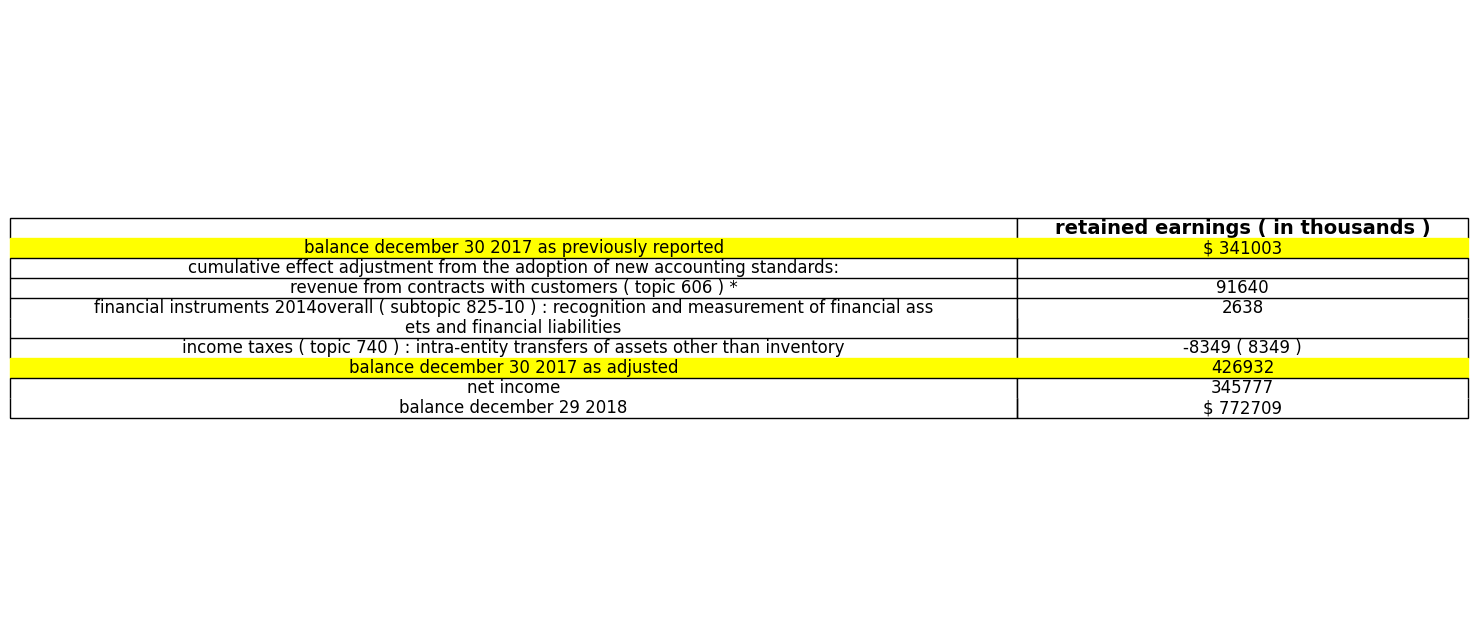 retained earnings ( in thousands )
balance december 30 2017 as previously reported $ 341003
cumulative effect adjustment from the adoption of new accounting standards:
revenue from contracts with customers ( topic 606 ) * 91640
financial instruments 2014overall ( subtopic 825-10 ) : recognition and measurement of financial ass 2638
ets and financial liabilities
income taxes ( topic 740 ) : intra-entity transfers of assets other than inventory -8349 ( 8349 )
balance december 30 2017 as adjusted 426932
net income 345777
balance december 29 2018 $ 772709